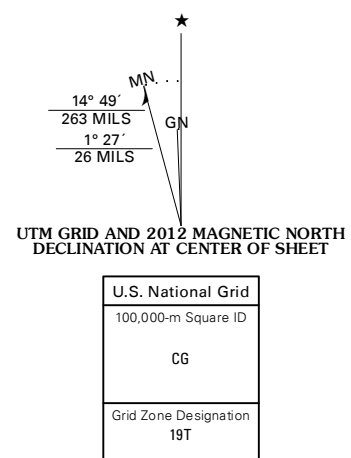 ★
MN
14° 49´
263 MILS
GN
1° 27´
26 MILS
UTM GRID AND 2012 MAGNETIC NORTH
DECLINATION AT CENTER OF SHEET
U.S. National Grid
100,000-m Square ID
CG
Grid Zone Designation
19T